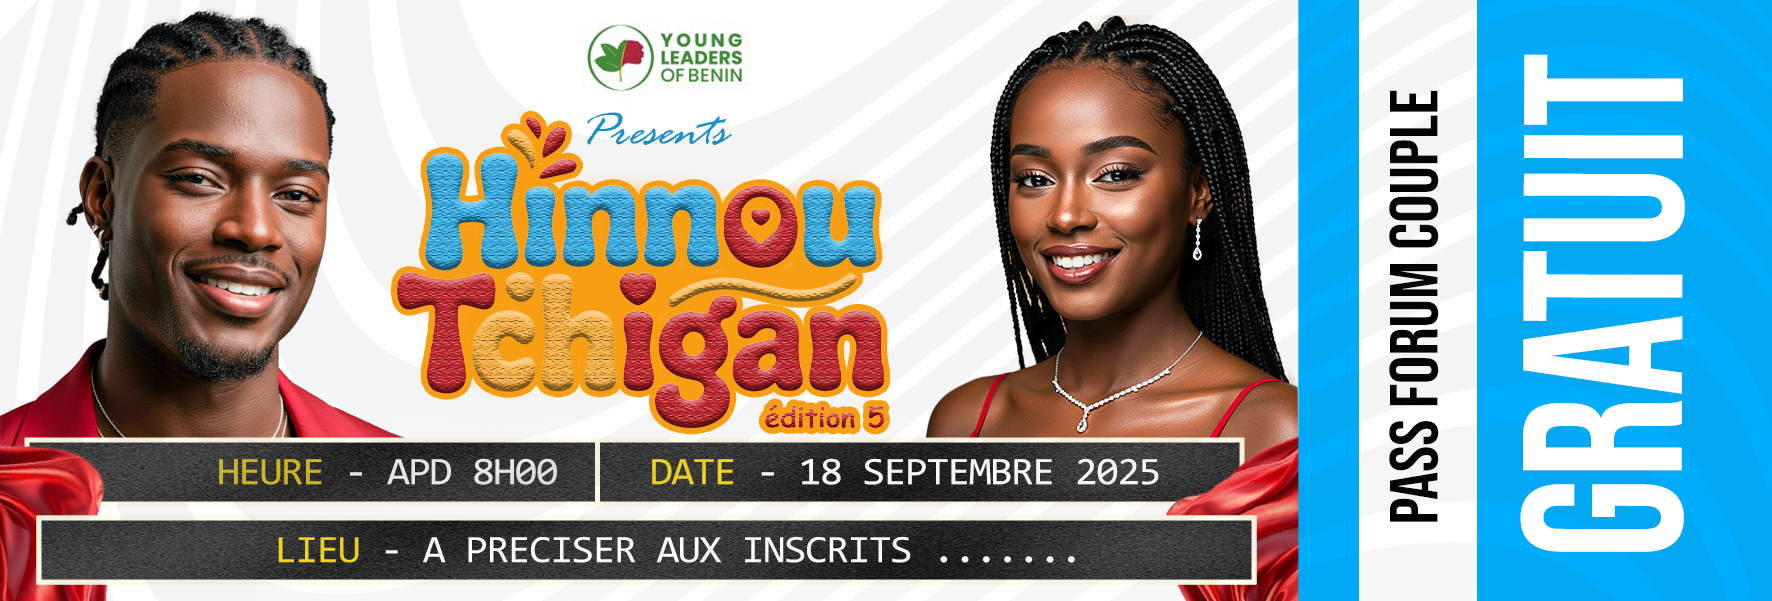 YOUNG
LEADERS
OF BENIN
Presents
Hinnou
Tchigan
édition 5
HEURE - APD 8H00
DATE - 18 SEPTEMBRE 2025
LIEU - A PRECISER AUX INSCRITS .......
PASS FORUM COUPLE
GRATUIT